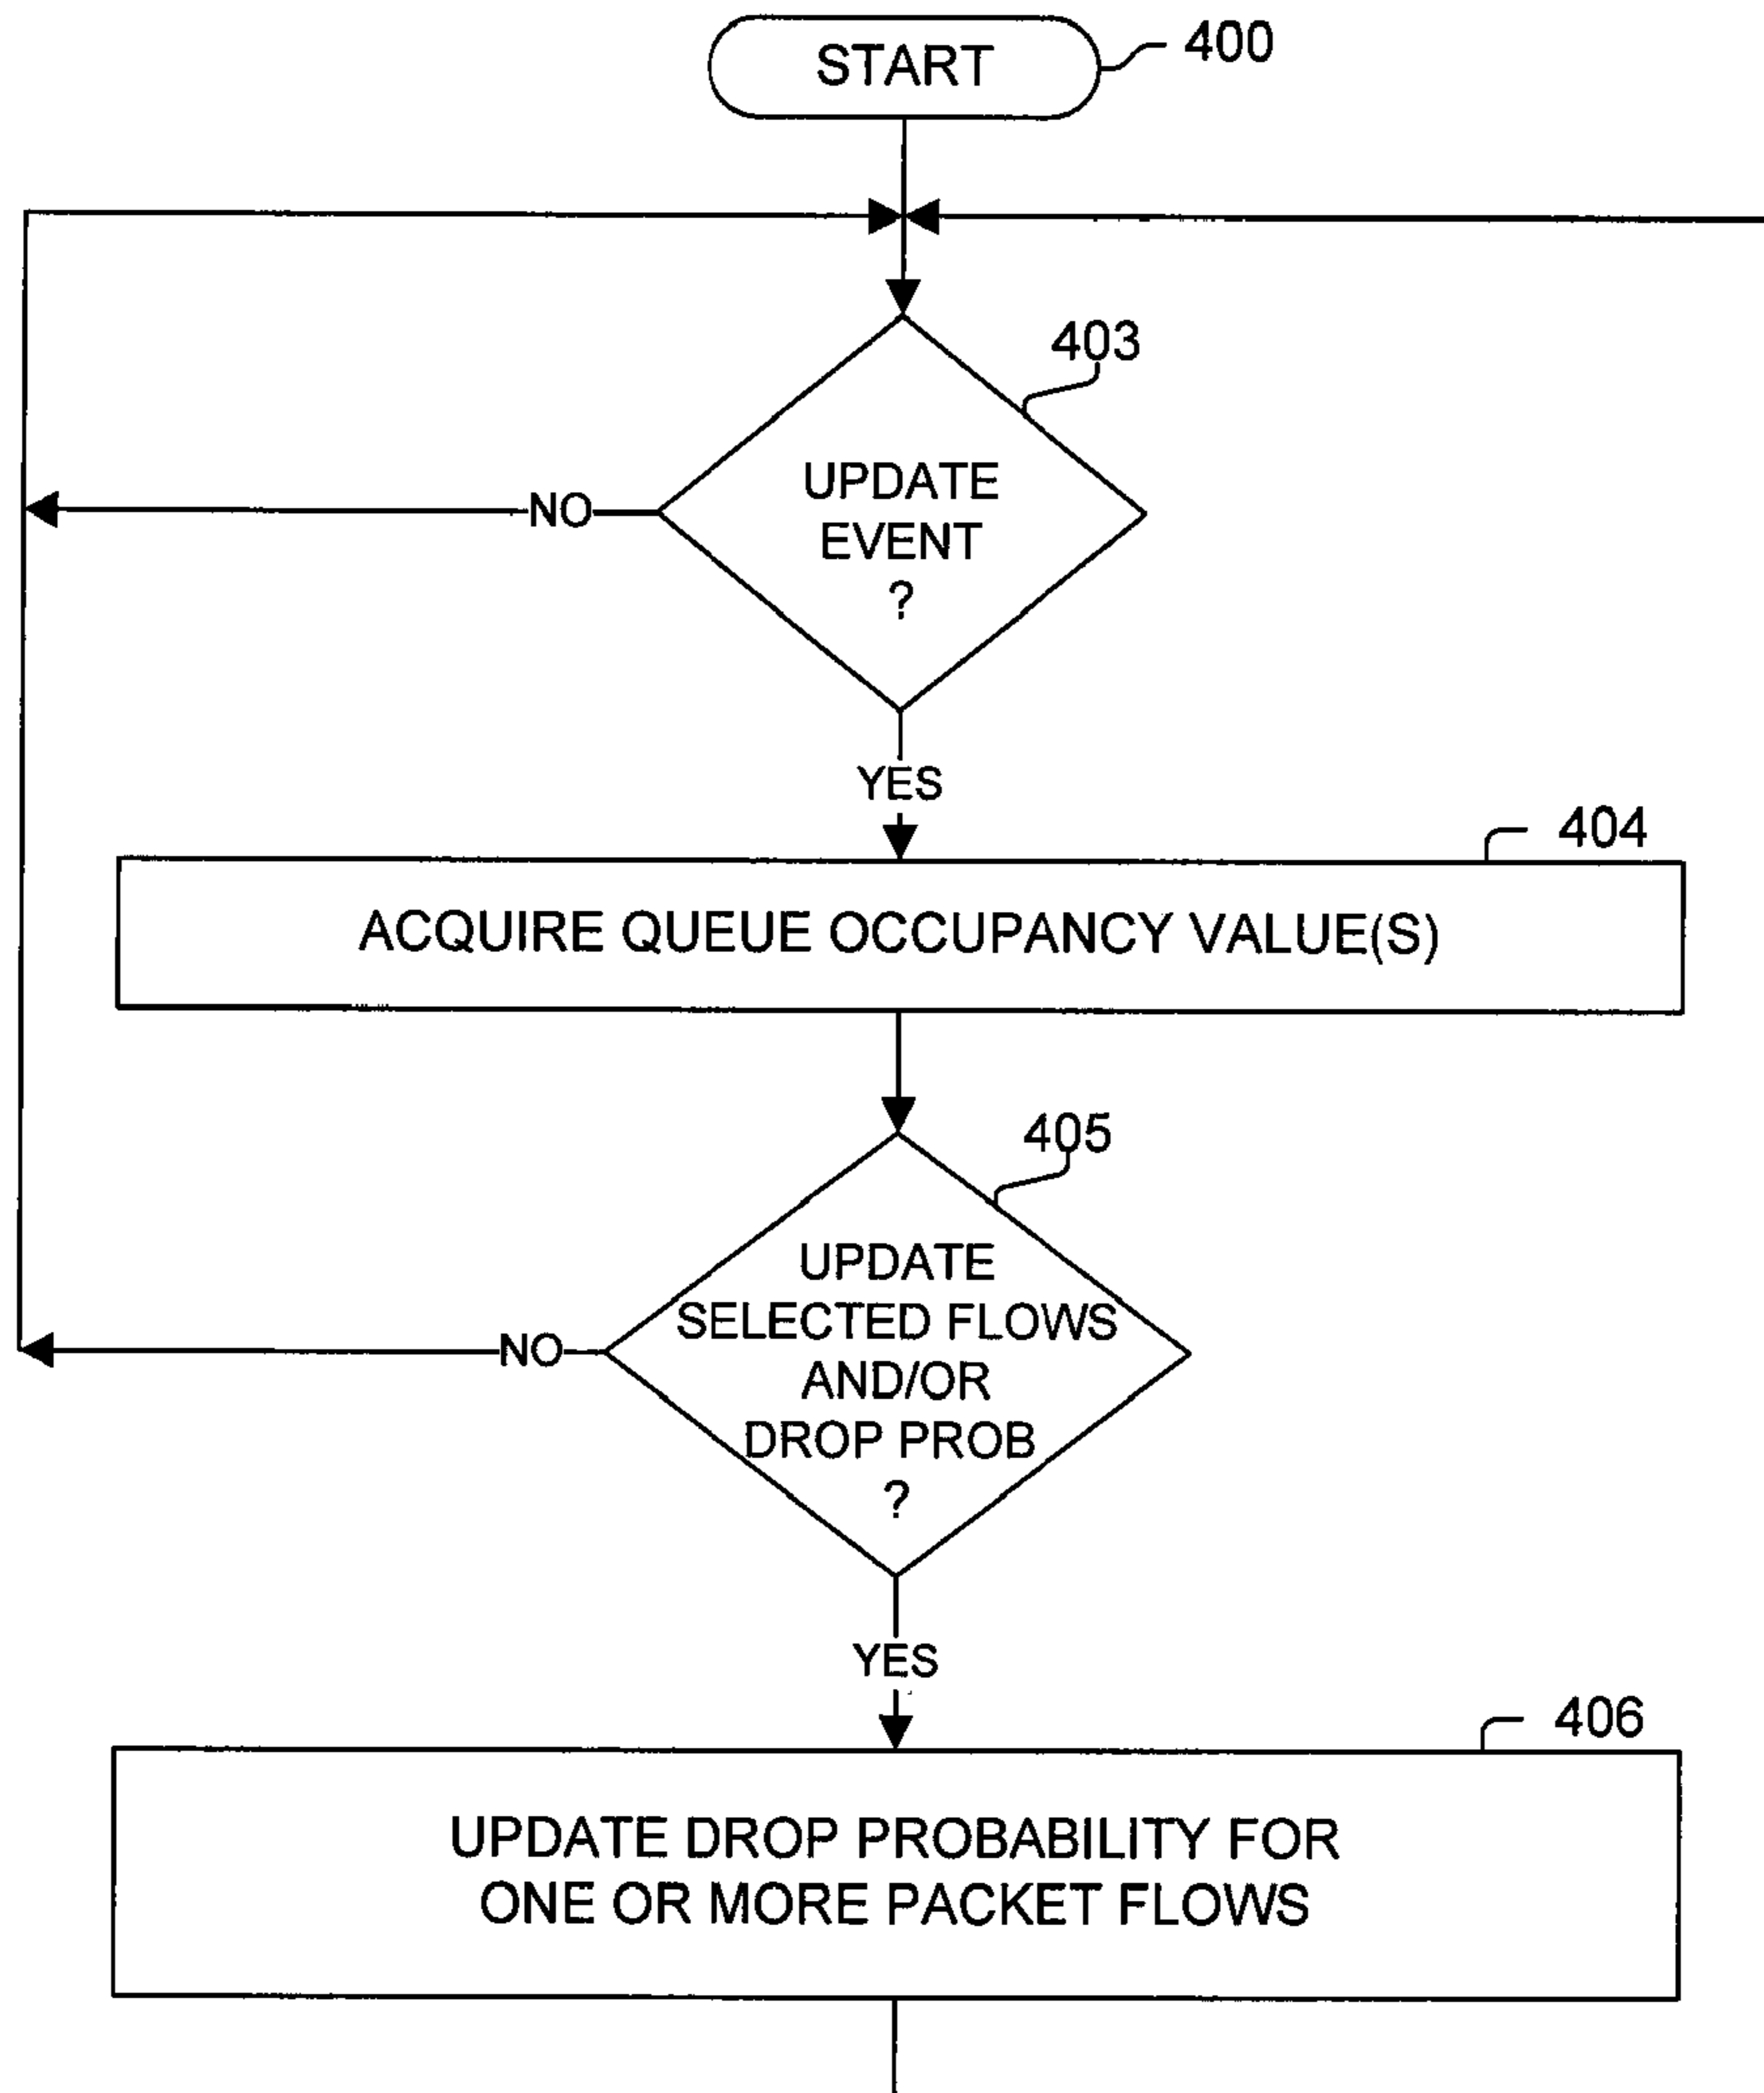 START
400
403
UPDATE
EVENT
?
NO
YES
404
ACQUIRE QUEUE OCCUPANCY VALUE(S)
405
UPDATE
SELECTED FLOWS
AND/OR
DROP PROB
?
NO
YES
406
UPDATE DROP PROBABILITY FOR
ONE OR MORE PACKET FLOWS